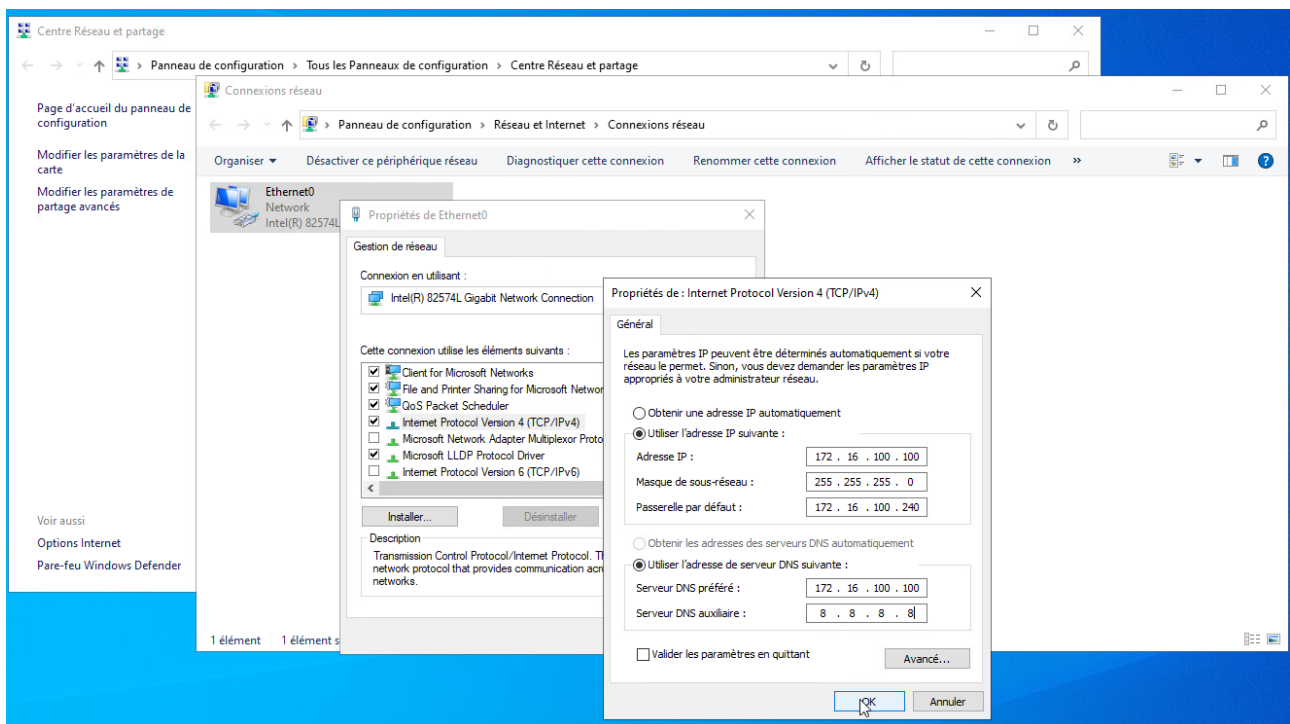 Centre Réseau et partage
Panneau de configuration > Tous les Panneaux de configuration > Centre Réseau et partage
Page d'accueil du panneau de
configuration
Modifier les paramètres de la
carte
Modifier les paramètres de
partage avancés
Voir aussi
Options Internet
Pare-feu Windows Defender
Connexions réseau
Panneau de configuration > Réseau et Internet > Connexions réseau
Organiser Désactiver ce périphérique réseau Diagnostiquer cette connexion Renommer cette connexion Afficher le statut de cette connexion »
Ethernet0
Network
Intel(R) 82574L
1 élément 1 élément s
Propriétés de Ethernet0
Gestion de réseau
Connexion en utilisant :
Intel(R) 82574L Gigabit Network Connection
Cette connexion utilise les éléments suivants :
Client for Microsoft Networks
File and Printer Sharing for Microsoft Networ
QoS Packet Scheduler
Internet Protocol Version 4 (TCP/IPv4)
Microsoft Network Adapter Multiplexor Proto
Microsoft LLDP Protocol Driver
Internet Protocol Version 6 (TCP/IPv6)
Installer... Désinstaller
Description
Transmission Control Protocol/Internet Protocol. Th
network protocol that provides communication acro
networks.
Propriétés de : Internet Protocol Version 4 (TCP/IPv4)
Général
Les paramètres IP peuvent être déterminés automatiquement si votre
réseau le permet. Sinon, vous devez demander les paramètres IP
appropriés à votre administrateur réseau.
Obtenir une adresse IP automatiquement
Utiliser l'adresse IP suivante :
Adresse IP : 172 . 16 . 100 . 100
Masque de sous-réseau : 255 . 255 . 255 . 0
Passerelle par défaut : 172 . 16 . 100 . 240
Obtenir les adresses des serveurs DNS automatiquement
Utiliser l'adresse de serveur DNS suivante :
Serveur DNS préféré : 172 . 16 . 100 . 100
Serveur DNS auxiliaire : 8 . 8 . 8 . 8
Valider les paramètres en quittant
Avancé...
OK Annuler